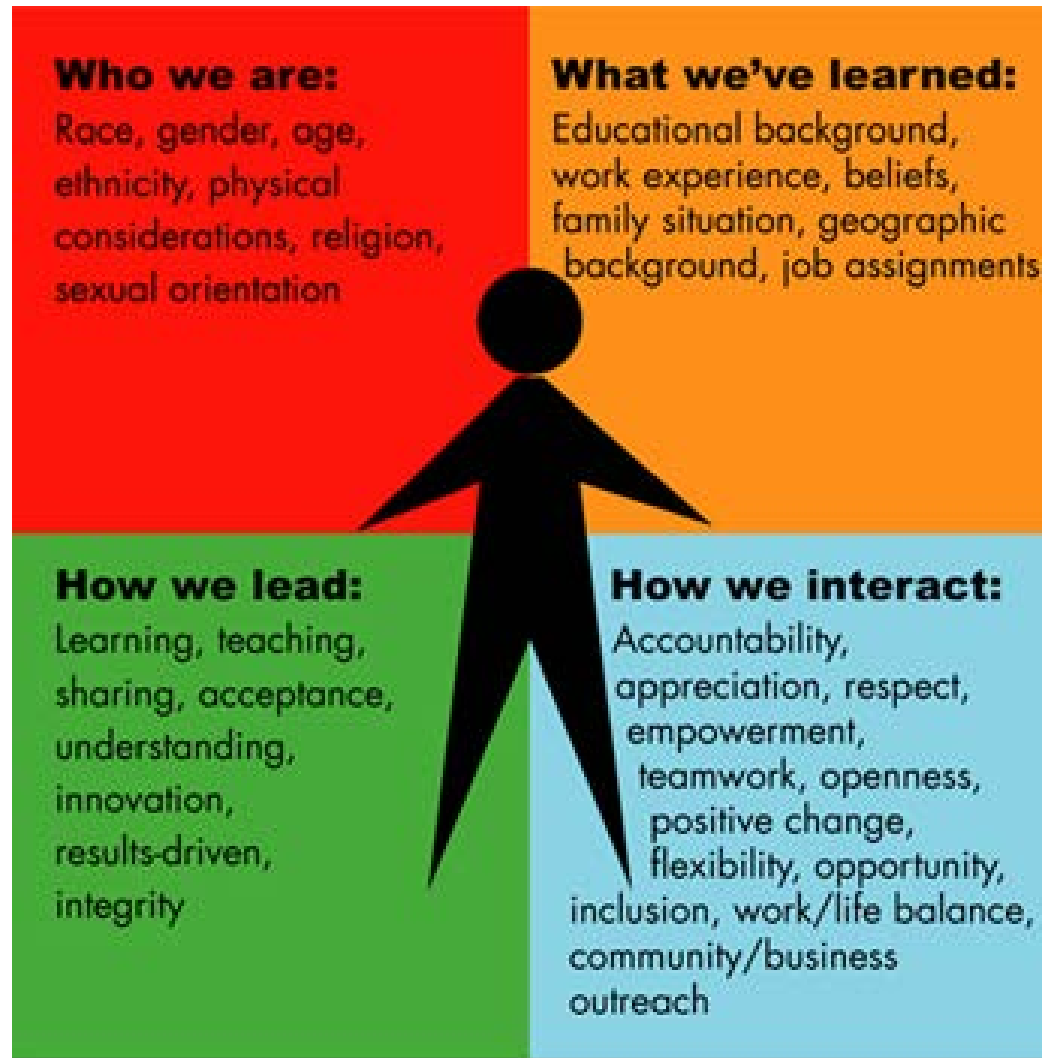 Who we are:
Race, gender, age,
ethnicity, physical
considerations, religion,
sexual orientation
What we've learned:
Educational background,
work experience, beliefs,
family situation, geographic
background, job assignments
How we lead:
Learning, teaching,
sharing, acceptance,
understanding,
innovation,
results-driven,
integrity
How we interact:
Accountability,
appreciation, respect,
empowerment,
teamwork, openness,
positive change,
flexibility, opportunity,
inclusion, work/life balance,
community/business
outreach